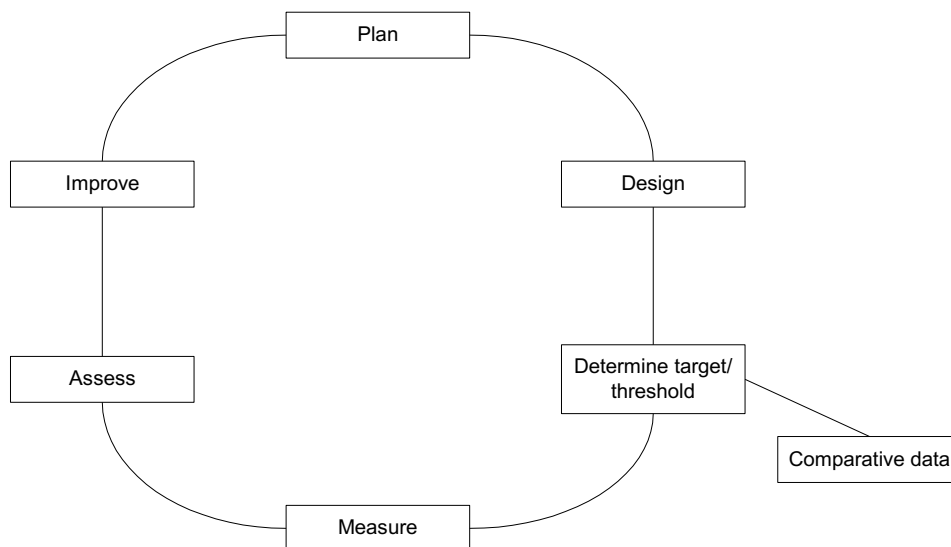 Plan
Improve
Design
Assess
Determine target/
threshold
Comparative data
Measure